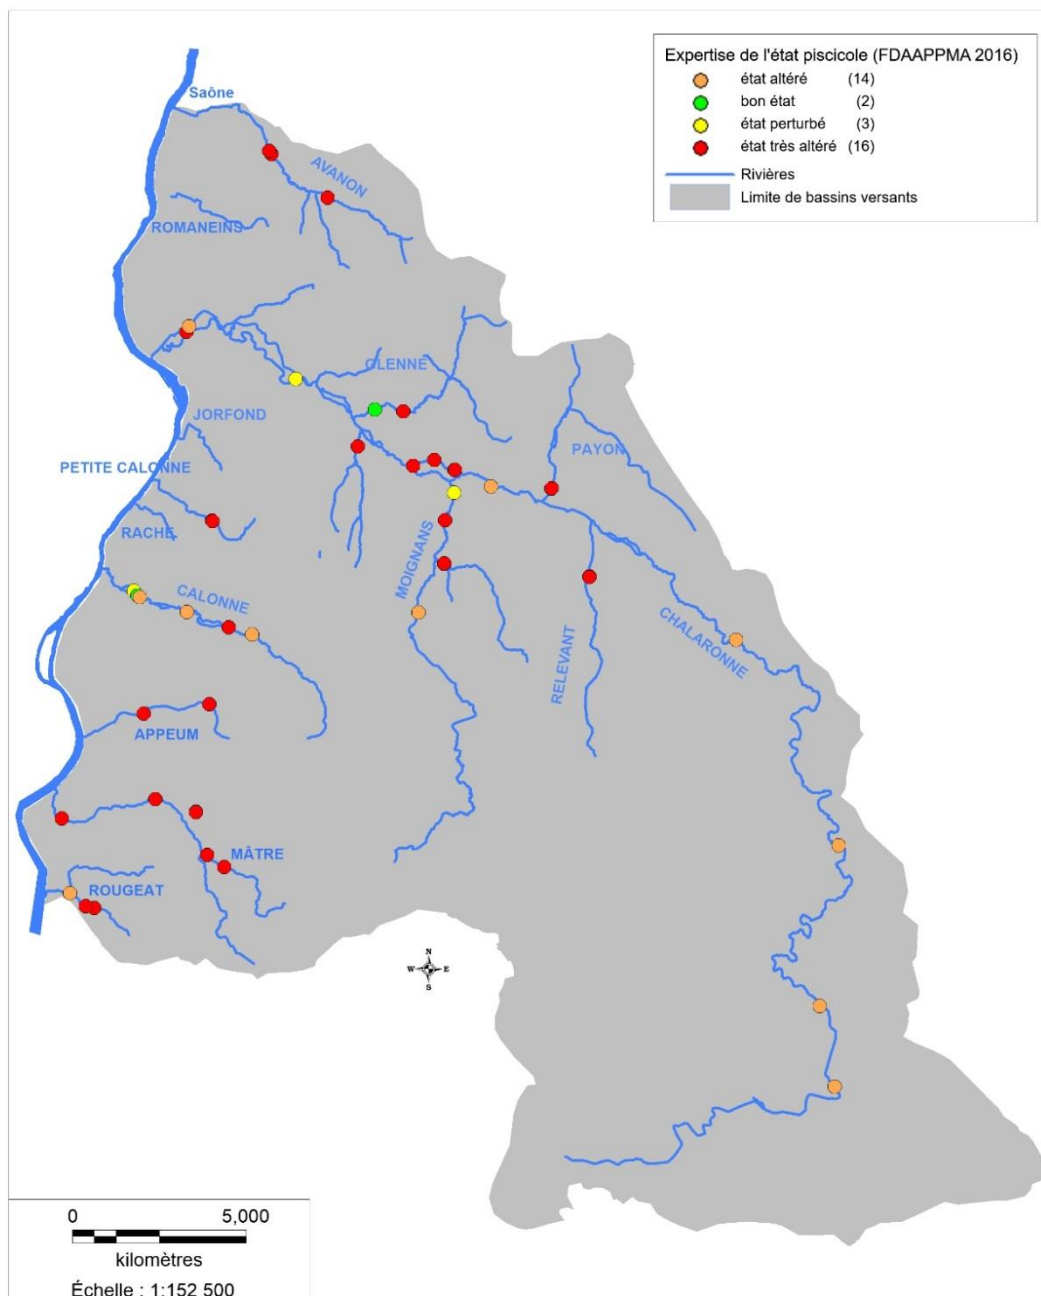 Expertise de l'état piscicole (FDAAPPMA 2016)
état altéré (14)
bon état (2)
état perturbé (3)
état très altéré (16)
Rivières
Limite de bassins versants
Saône
AVANON
ROMANEINS
GLENNE
JORFOND
PAYON
PETITE CALONNE
RACHE
MOIGNANS
CALONNE
CHALARONNE
RELEVANT
APPEUM
MÂTRE
ROUGEAT
N
W E
S
0 5,000
kilomètres
Échelle : 1:152 500